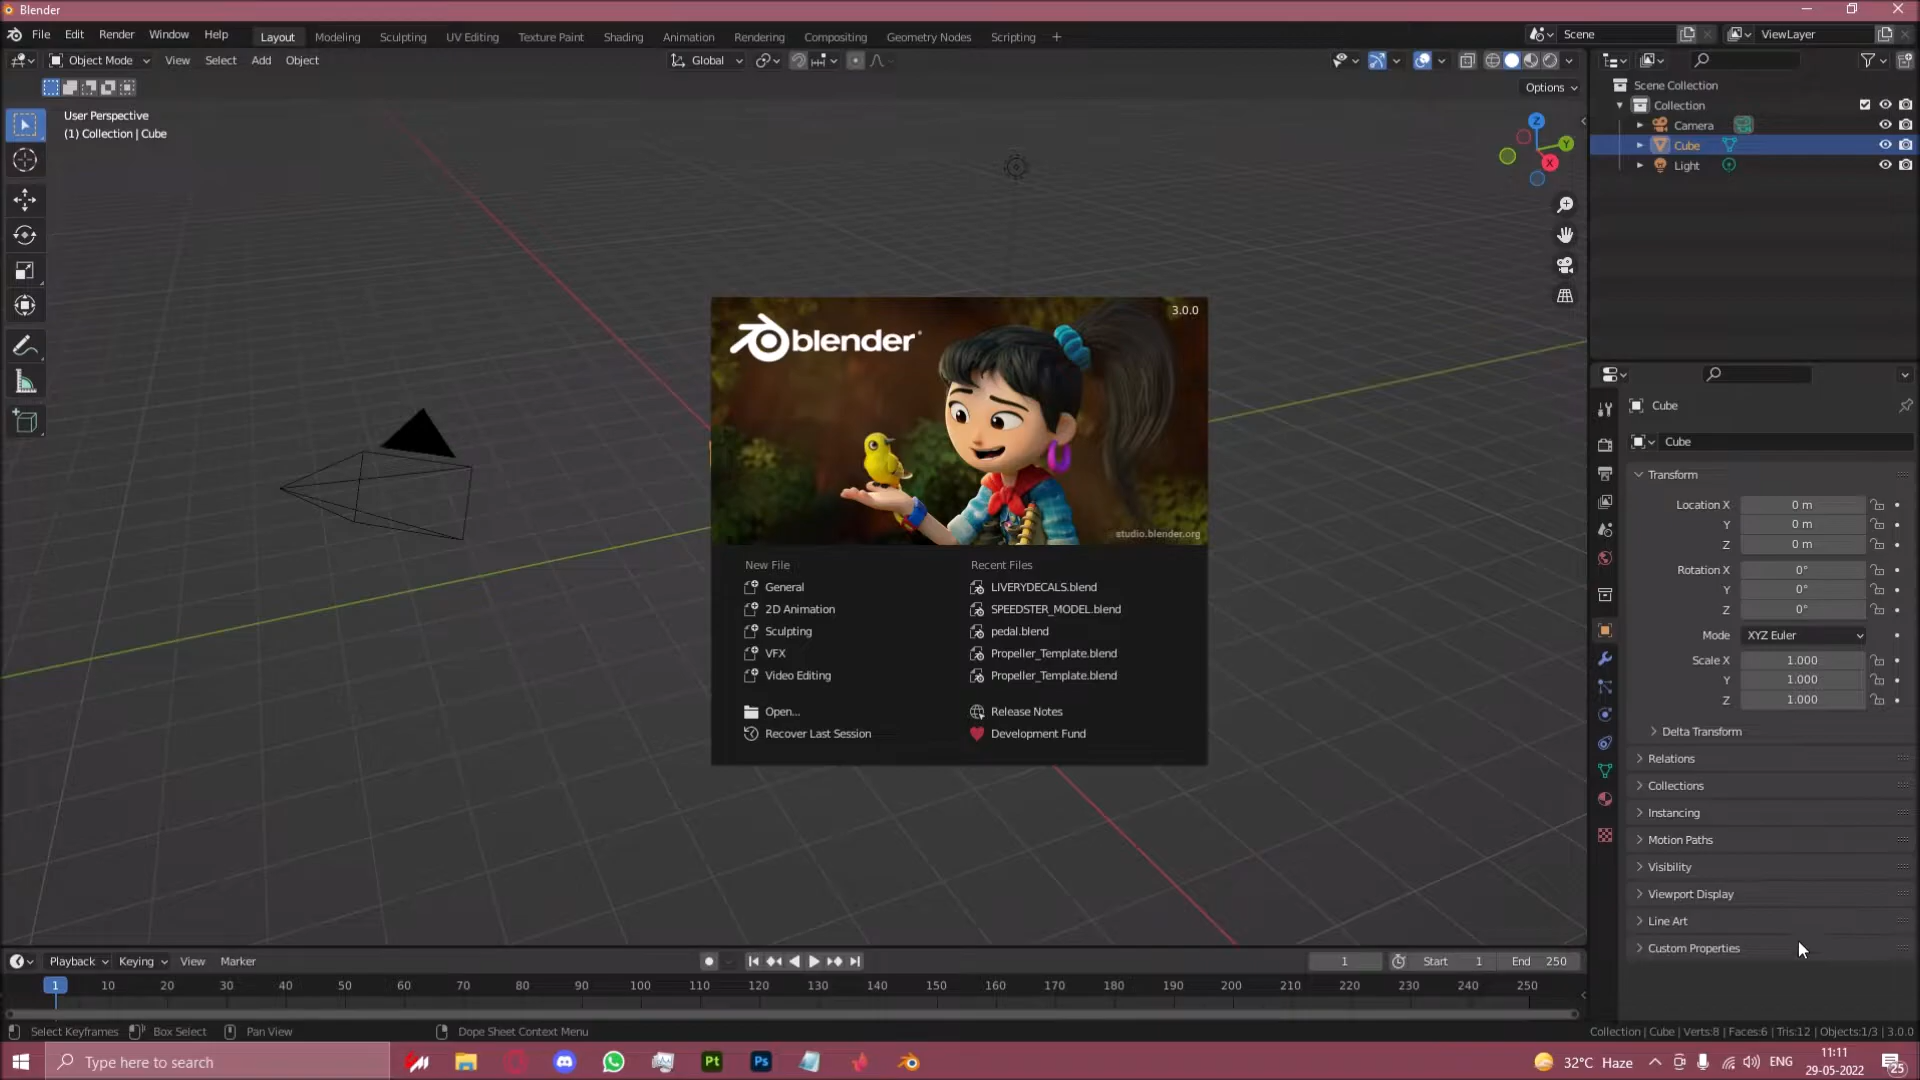 Blender
File Edit Render Window Help Layout Modeling Sculpting UV Editing Texture Paint Shading Animation Rendering Compositing Geometry Nodes Scripting + Scene ViewLayer
Object Mode View Select Add Object Global
Options
User Perspective
(1) Collection | Cube
Z
Y
X
Scene Collection
Collection
Camera
Cube
Light
3.0.0
blender
studio.blender.org
New File Recent Files
General LIVERYDECALS.blend
2D Animation SPEEDSTER_MODEL.blend
Sculpting pedal.blend
VFX Propeller_Template.blend
Video Editing Propeller_Template.blend
Open... Release Notes
Recover Last Session Development Fund
Cube
Cube
Transform
Location X 0 m
Y 0 m
Z 0 m
Rotation X 0°
Y 0°
Z 0°
Mode XYZ Euler
Scale X 1.000
Y 1.000
Z 1.000
Delta Transform
Relations
Collections
Instancing
Motion Paths
Visibility
Viewport Display
Line Art
Custom Properties
Playback Keying View Marker 1 Start 1 End 250
1 10 20 30 40 50 60 70 80 90 100 110 120 130 140 150 160 170 180 190 200 210 220 230 240 250
Select Keyframes Box Select Pan View Dope Sheet Context Menu Collection | Cube | Verts:8 | Faces:6 | Tris:12 | Objects:1/3 | 3.0.0
Type here to search Pt Ps 32°C Haze ENG 11:11
29-05-2022 25